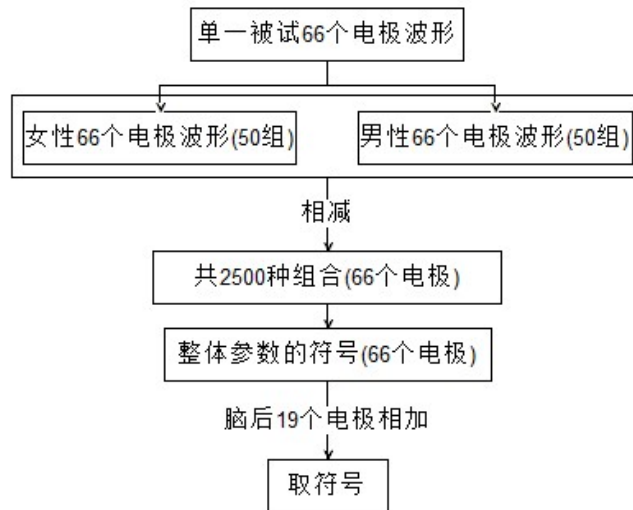 单一被试66个电极波形
女性66个电极波形(50组)
男性66个电极波形(50组)
相减
共2500种组合(66个电极)
整体参数的符号(66个电极)
脑后19个电极相加
取符号